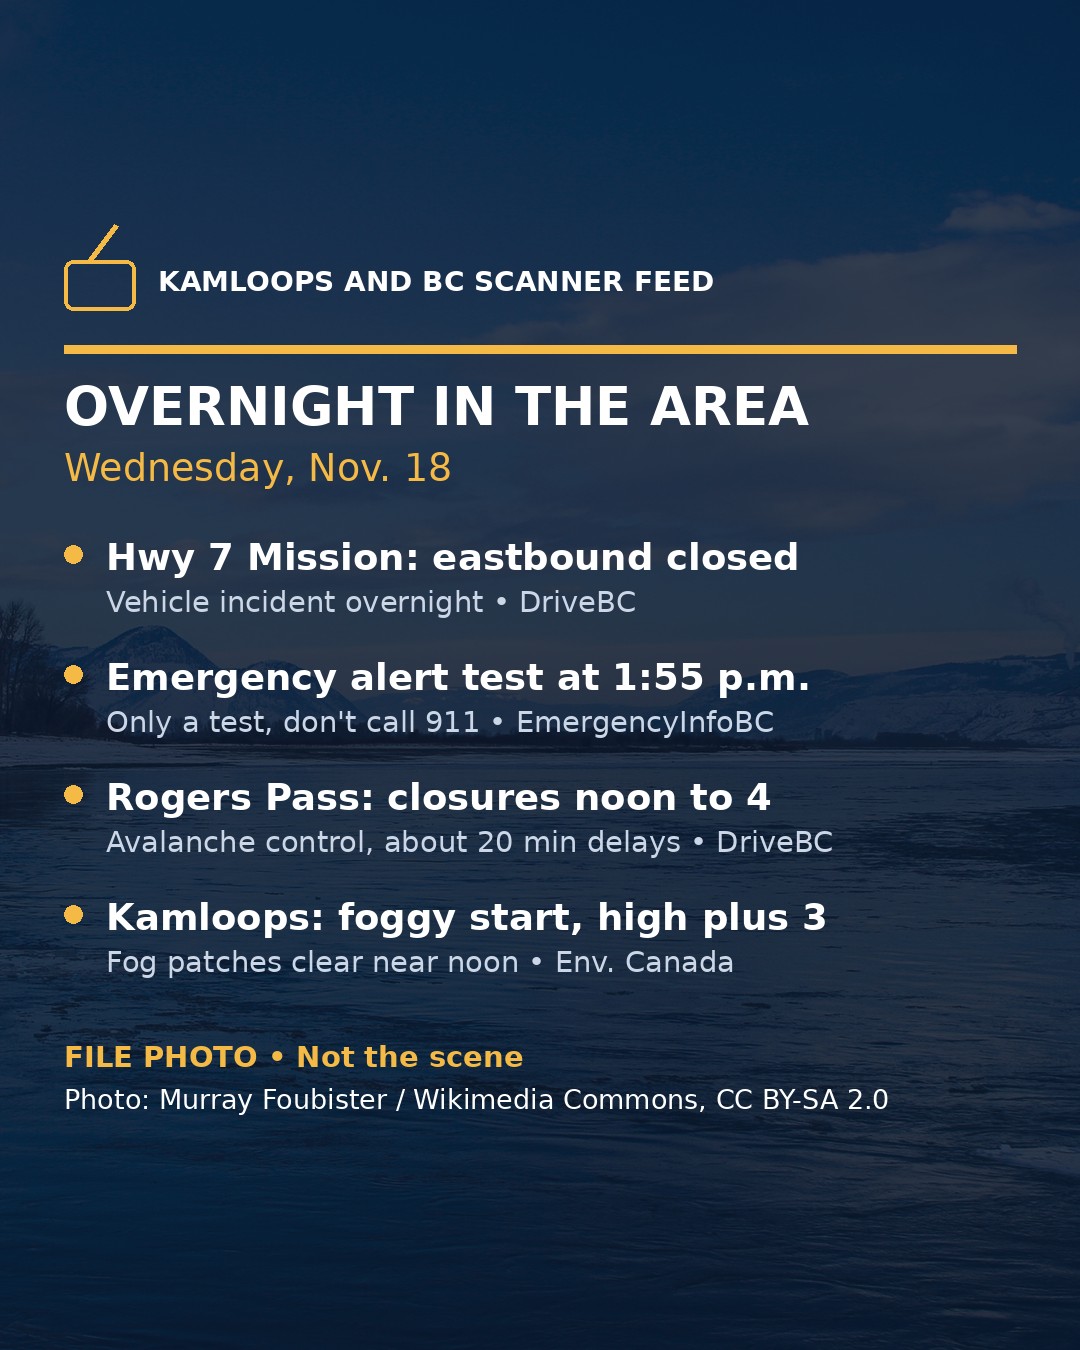 KAMLOOPS AND BC SCANNER FEED
OVERNIGHT IN THE AREA
Wednesday, Nov. 18
Hwy 7 Mission: eastbound closed
Vehicle incident overnight • DriveBC
Emergency alert test at 1:55 p.m.
Only a test, don't call 911 • EmergencyInfoBC
Rogers Pass: closures noon to 4
Avalanche control, about 20 min delays • DriveBC
Kamloops: foggy start, high plus 3
Fog patches clear near noon • Env. Canada
FILE PHOTO • Not the scene
Photo: Murray Foubister / Wikimedia Commons, CC BY-SA 2.0